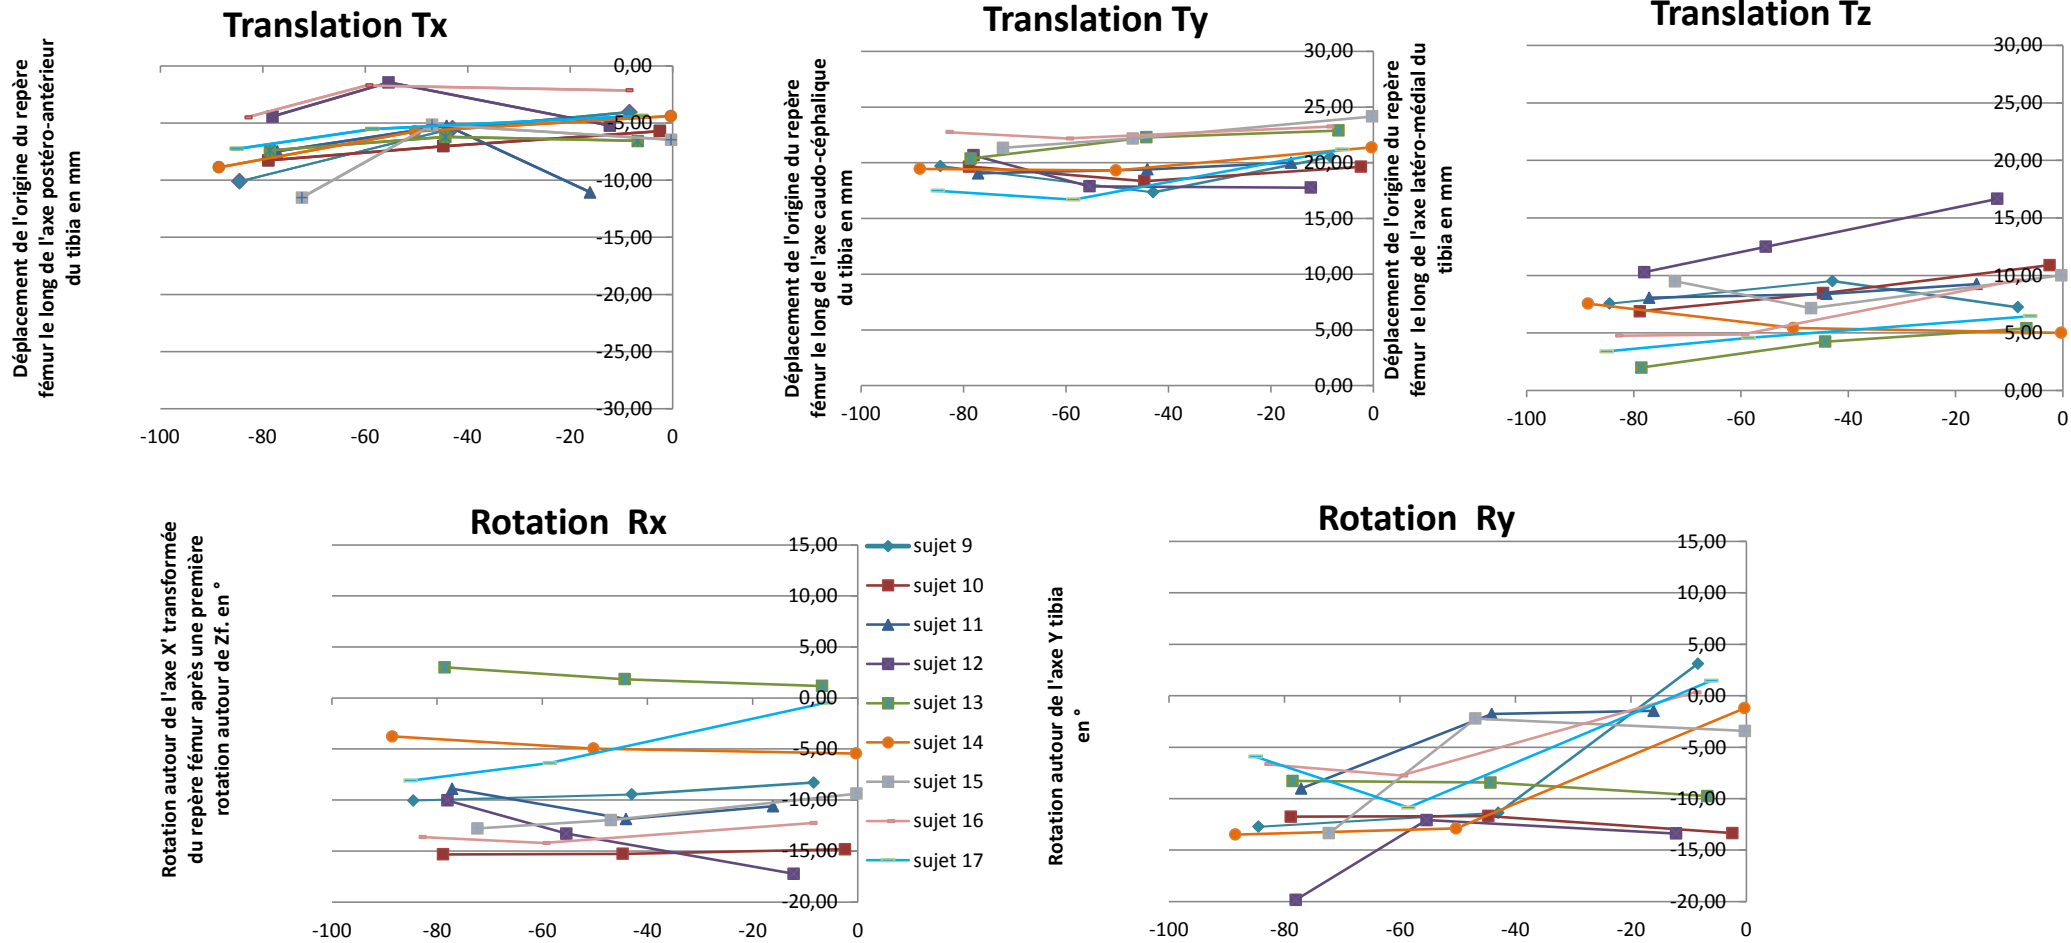 Translation Tx
Déplacement de l'origine du repère
fémur le long de l'axe postéro-antérieur
du tibia en mm
0,00
-5,00
-10,00
-15,00
-20,00
-25,00
-30,00
-100 -80 -60 -40 -20 0
Translation Ty
Déplacement de l'origine du repère
fémur le long de l'axe caudo-céphalique
du tibia en mm
30,00
25,00
20,00
15,00
10,00
5,00
0,00
-100 -80 -60 -40 -20 0
Translation Tz
Déplacement de l'origine du repère
fémur le long de l'axe latéro-médial du
tibia en mm
30,00
25,00
20,00
15,00
10,00
5,00
0,00
-100 -80 -60 -40 -20 0
Rotation Rx
Rotation autour de l'axe X' transformée
du repère fémur après une première
rotation autour de Zf. en °
15,00
10,00
5,00
0,00
-5,00
-10,00
-15,00
-20,00
-100 -80 -60 -40 -20 0
sujet 9
sujet 10
sujet 11
sujet 12
sujet 13
sujet 14
sujet 15
sujet 16
sujet 17
Rotation Ry
Rotation autour de l'axe Y tibia
en °
15,00
10,00
5,00
0,00
-5,00
-10,00
-15,00
-20,00
-100 -80 -60 -40 -20 0